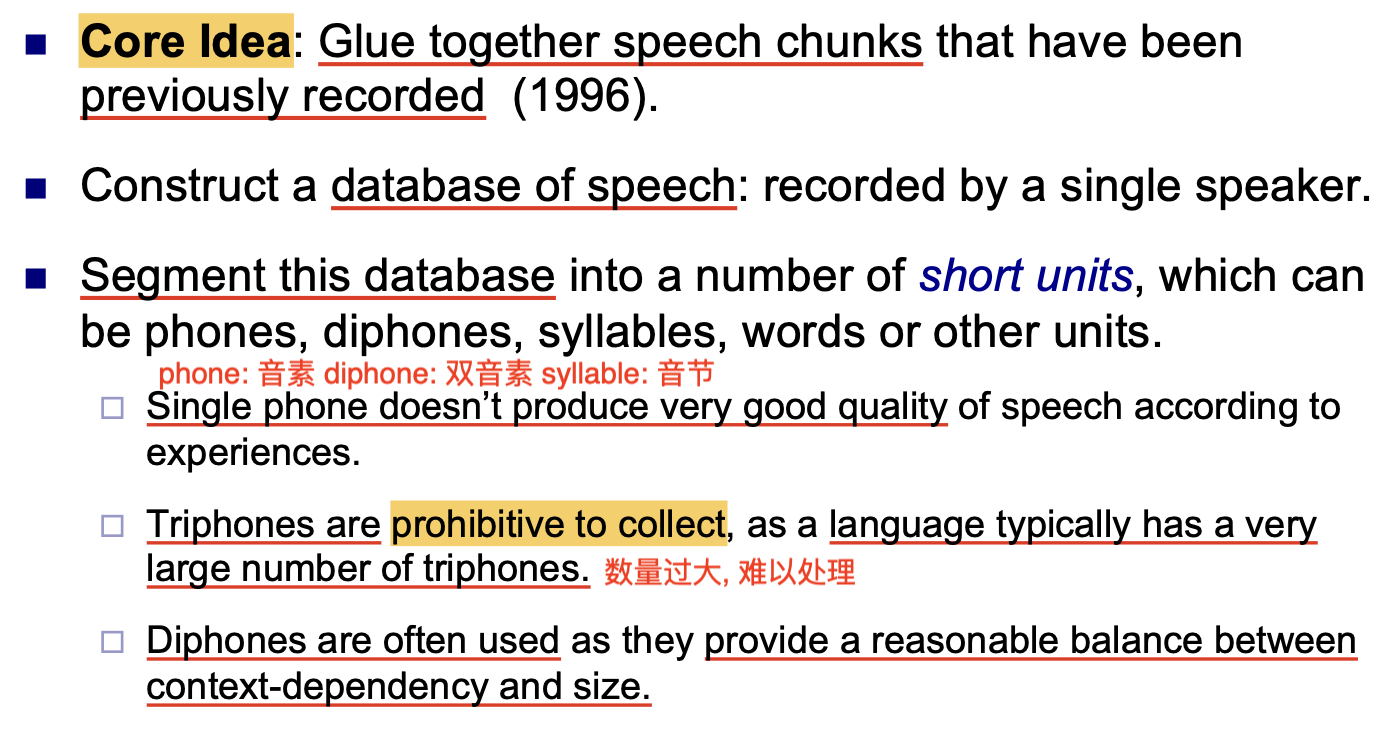 Core Idea: Glue together speech chunks that have been
previously recorded (1996).
Construct a database of speech: recorded by a single speaker.
Segment this database into a number of short units, which can
be phones, diphones, syllables, words or other units.
phone: 音素 diphone: 双音素 syllable: 音节
Single phone doesn't produce very good quality of speech according to
experiences.
Triphones are prohibitive to collect, as a language typically has a very
large number of triphones. 数量过大, 难以处理
Diphones are often used as they provide a reasonable balance between
context-dependency and size.